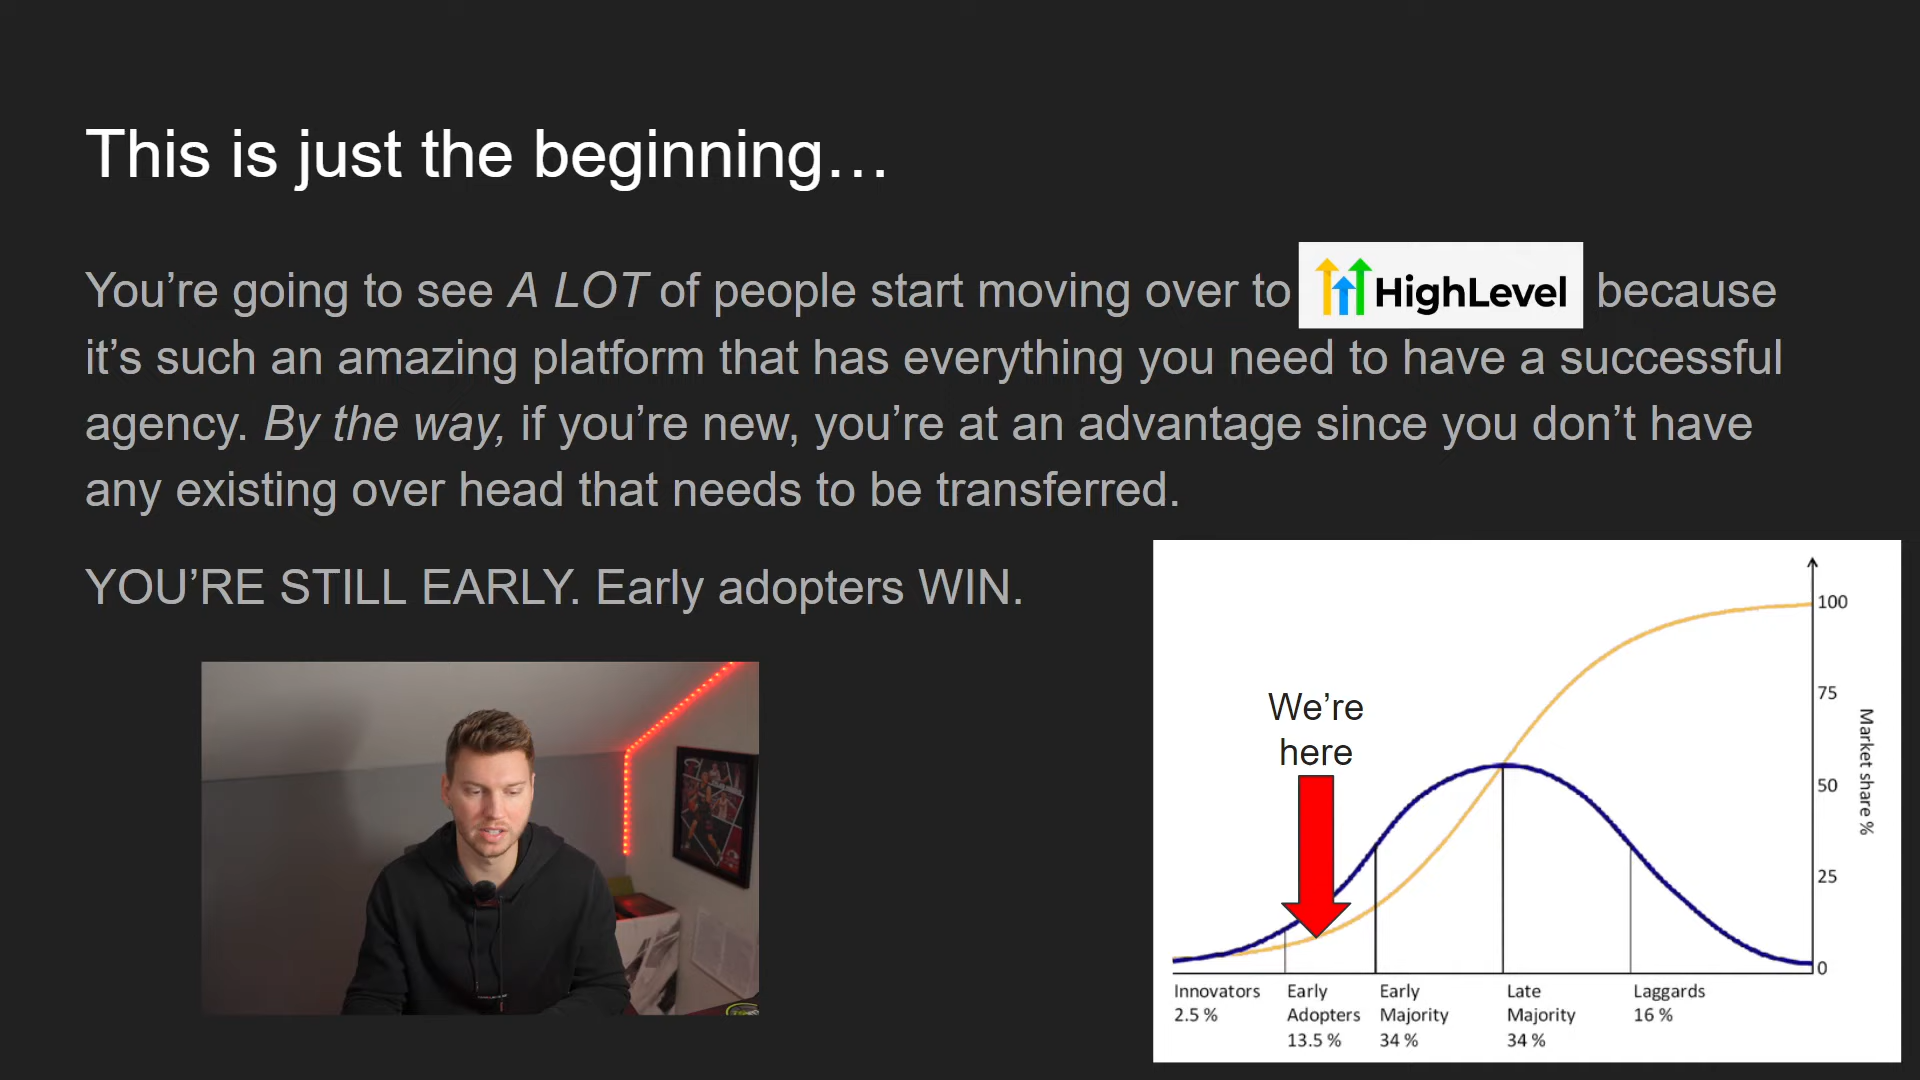 This is just the beginning…
You’re going to see A LOT of people start moving over to HighLevel because
it’s such an amazing platform that has everything you need to have a successful
agency. By the way, if you’re new, you’re at an advantage since you don’t have
any existing over head that needs to be transferred.
YOU’RE STILL EARLY. Early adopters WIN.
We’re
here
100
75
50
25
0
Market share %
Innovators
2.5 %
Early
Adopters
13.5 %
Early
Majority
34 %
Late
Majority
34 %
Laggards
16 %